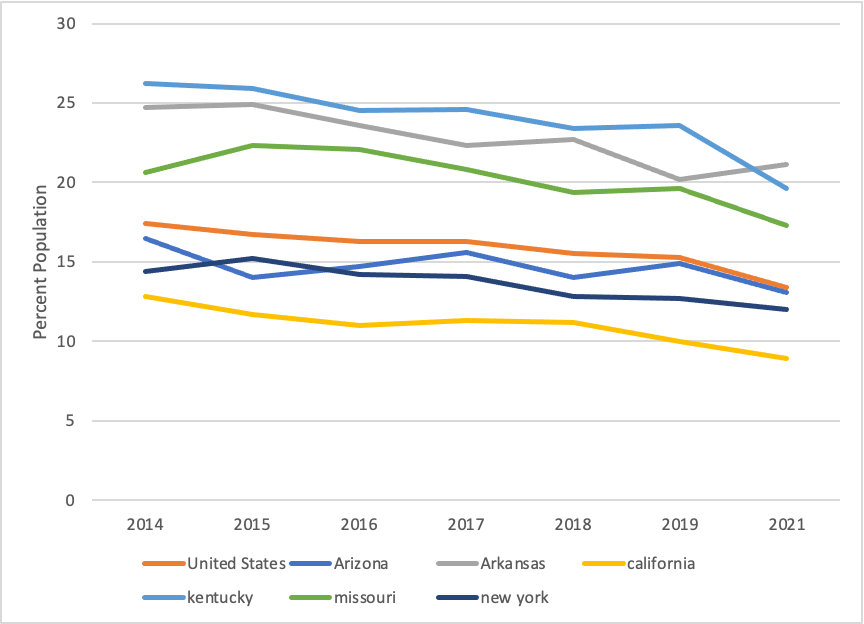 30
25
20
15
10
5
0
Percent Population
2014 2015 2016 2017 2018 2019 2021
United States Arizona Arkansas california
kentucky missouri new york